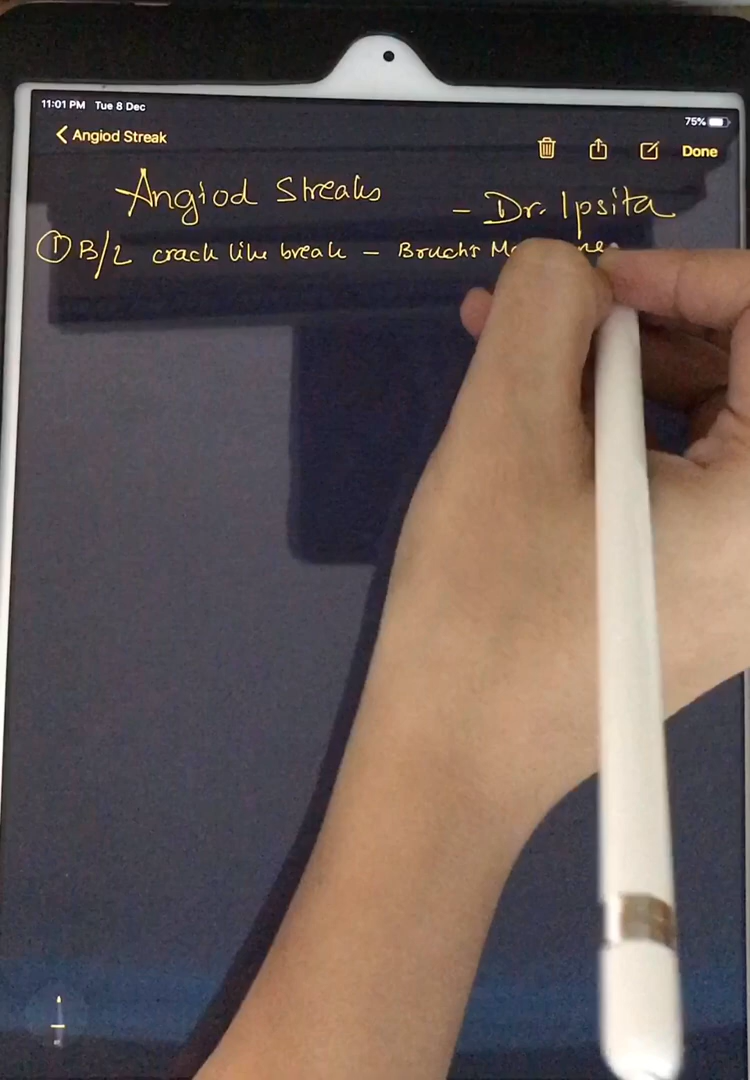 11:01 PM Tue 8 Dec
75%
Angiod Streak
Done
Angiod Streaks
- Dr. Ipsita
① B/L crack like break - Bruch's